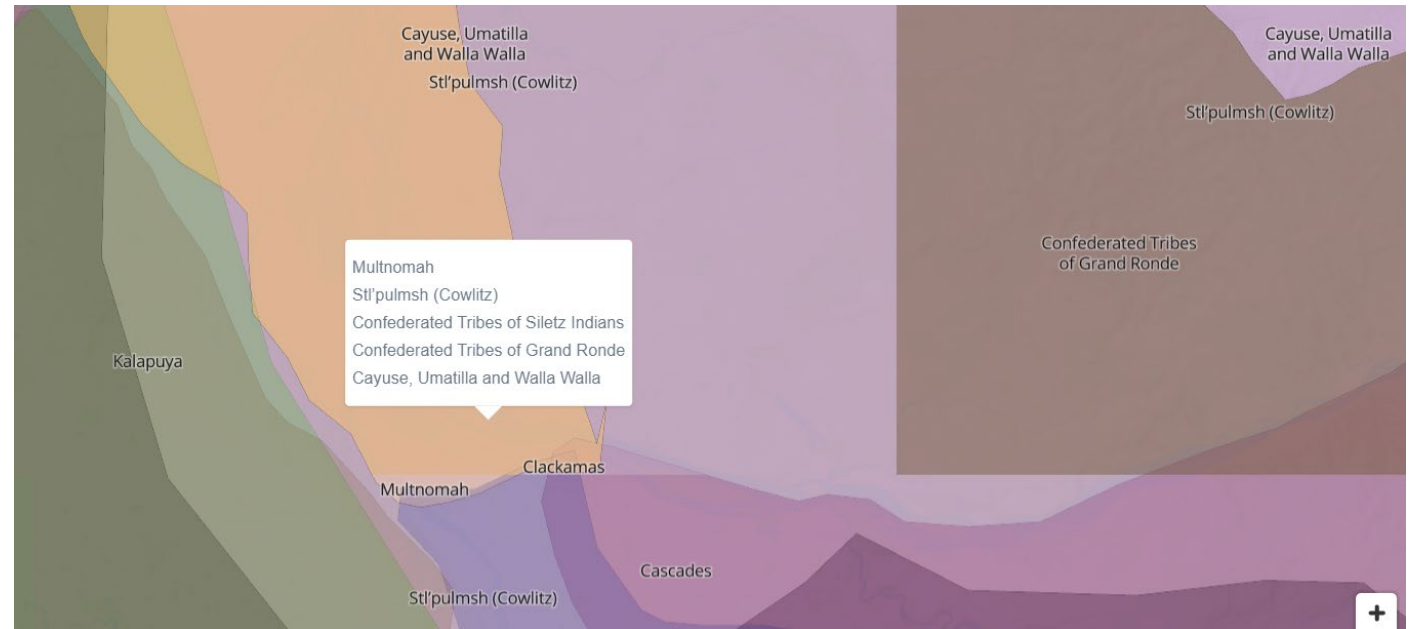 Cayuse, Umatilla
and Walla Walla
Stl'pulmsh (Cowlitz)
Cayuse, Umatilla
and Walla Walla
Stl'pulmsh (Cowlitz)
Confederated Tribes
of Grand Ronde
Multnomah
Stl'pulmsh (Cowlitz)
Confederated Tribes of Siletz Indians
Confederated Tribes of Grand Ronde
Cayuse, Umatilla and Walla Walla
Kalapuya
Clackamas
Multnomah
Cascades
Stl'pulmsh (Cowlitz)
+